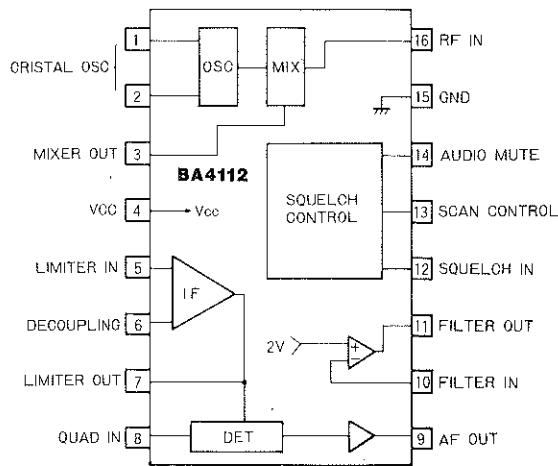 1
16
RF IN
CRISTAL OSC
OSC
MIX
2
15
GND
MIXER OUT
3
14
AUDIO MUTE
BA4112
SQUELCH
CONTROL
VCC
4
Vcc
13
SCAN CONTROL
LIMITER IN
5
12
SQUELCH IN
IF
DECOUPLING
6
11
FILTER OUT
2V
+
−
LIMITER OUT
7
10
FILTER IN
QUAD IN
8
DET
9
AF OUT